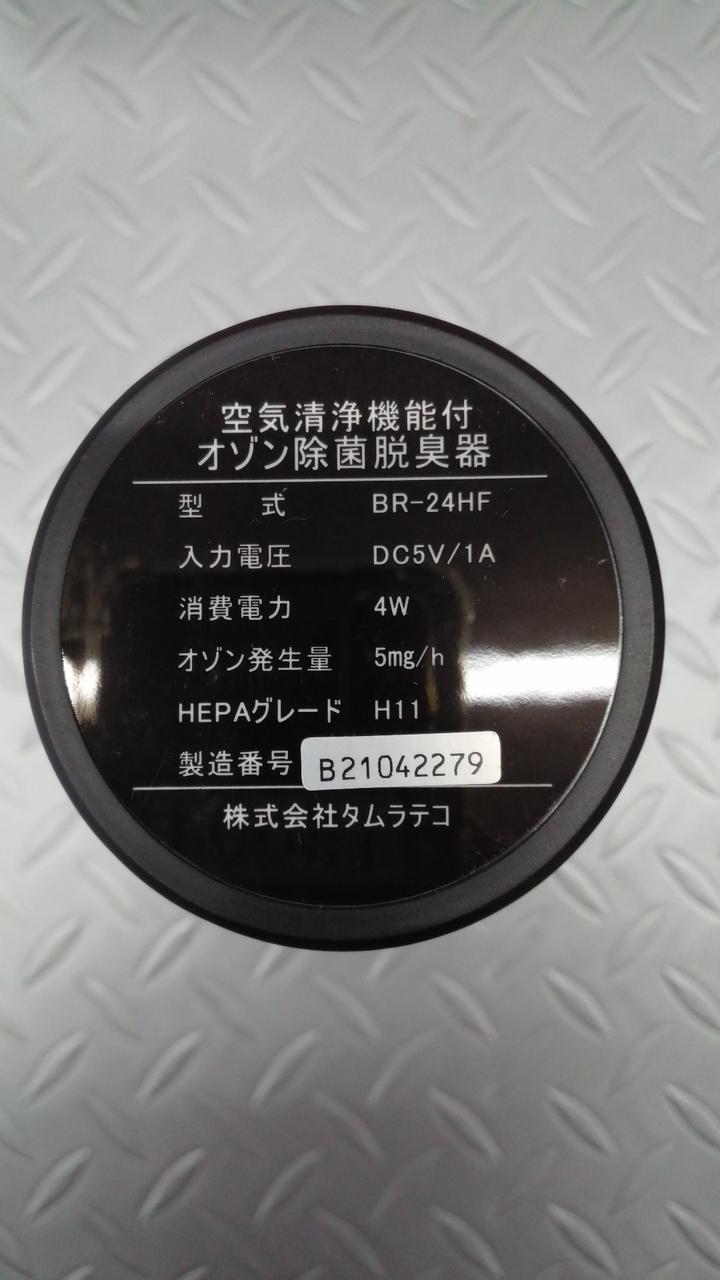 空気清浄機能付
オゾン除菌脱臭器
型　　式　　BR-24HF
入力電圧　　DC5V/1A
消費電力　　4W
オゾン発生量　5mg/h
HEPAグレード　H11
製造番号　B21042279
株式会社タムラテコ